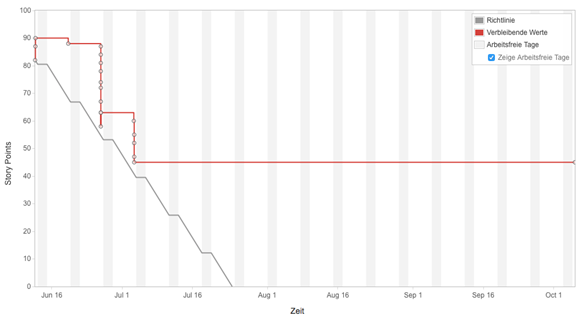 100
90
80
70
60
50
40
30
20
10
0
Story Points
Richtlinie
Verbleibende Werte
Arbeitsfreie Tage
Zeige Arbeitsfreie Tage
Jun 16
Jul 1
Jul 16
Aug 1
Aug 16
Sep 1
Sep 16
Oct 1
Zeit